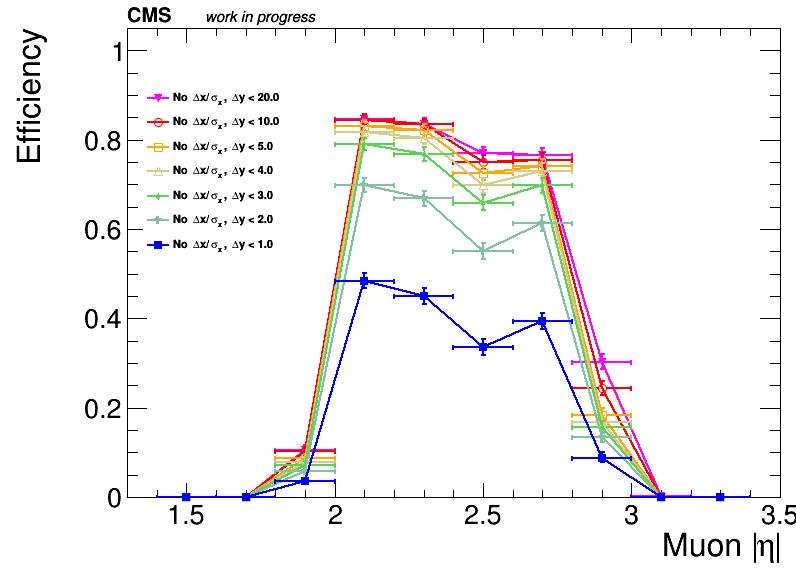 CMS work in progress
Efficiency
1
0.8
0.6
0.4
0.2
0
No Δx/σx, Δy < 20.0
No Δx/σx, Δy < 10.0
No Δx/σx, Δy < 5.0
No Δx/σx, Δy < 4.0
No Δx/σx, Δy < 3.0
No Δx/σx, Δy < 2.0
No Δx/σx, Δy < 1.0
1.5 2 2.5 3 3.5
Muon |η|